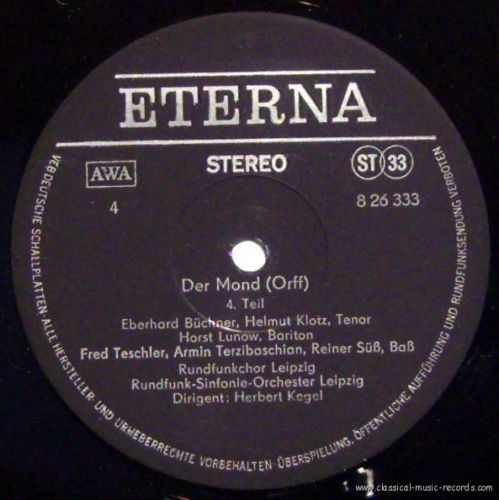 ETERNA
STEREO
ST 33
AWA
4
8 26 333
Der Mond (Orff)
4. Teil
Eberhard Büchner, Helmut Klotz, Tenor
Horst Lunow, Bariton
Fred Teschler, Armin Terzibaschian, Reiner Süß, Baß
Rundfunkchor Leipzig
Rundfunk-Sinfonie-Orchester Leipzig
Dirigent: Herbert Kegel
VEB DEUTSCHE SCHALLPLATTEN·ALLE HERSTELLER- UND URHEBERRECHTE VORBEHALTEN·ÜBERSPIELUNG, ÖFFENTLICHE AUFFÜHRUNG UND RUNDFUNKSENDUNG VERBOTEN
www.classical-music-records.com